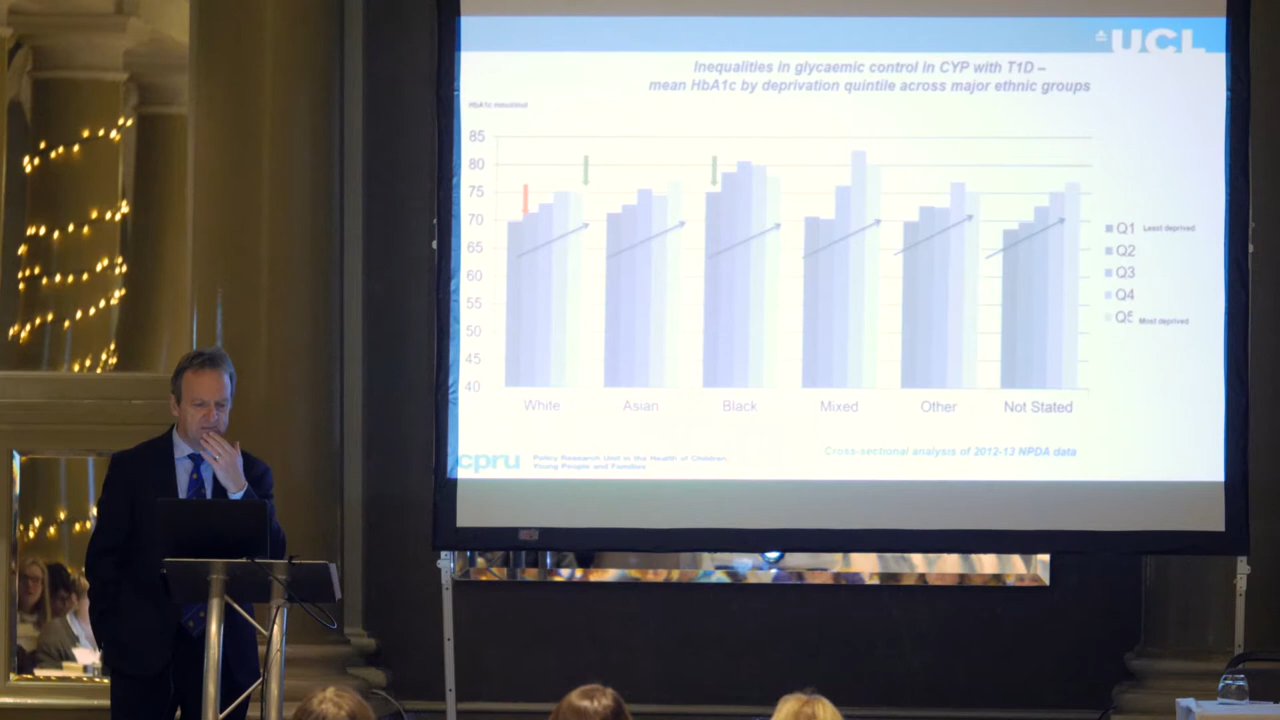 UCL
Inequalities in glycaemic control in CYP with T1D –
mean HbA1c by deprivation quintile across major ethnic groups
HbA1c mmol/mol
85
80
75
70
65
60
55
50
45
40
White Asian Black Mixed Other Not Stated
Q1 Least deprived
Q2
Q3
Q4
Q5 Most deprived
Cross-sectional analysis of 2012-13 NPDA data
cpru
Policy Research Unit in the Health of Children,
Young People and Families